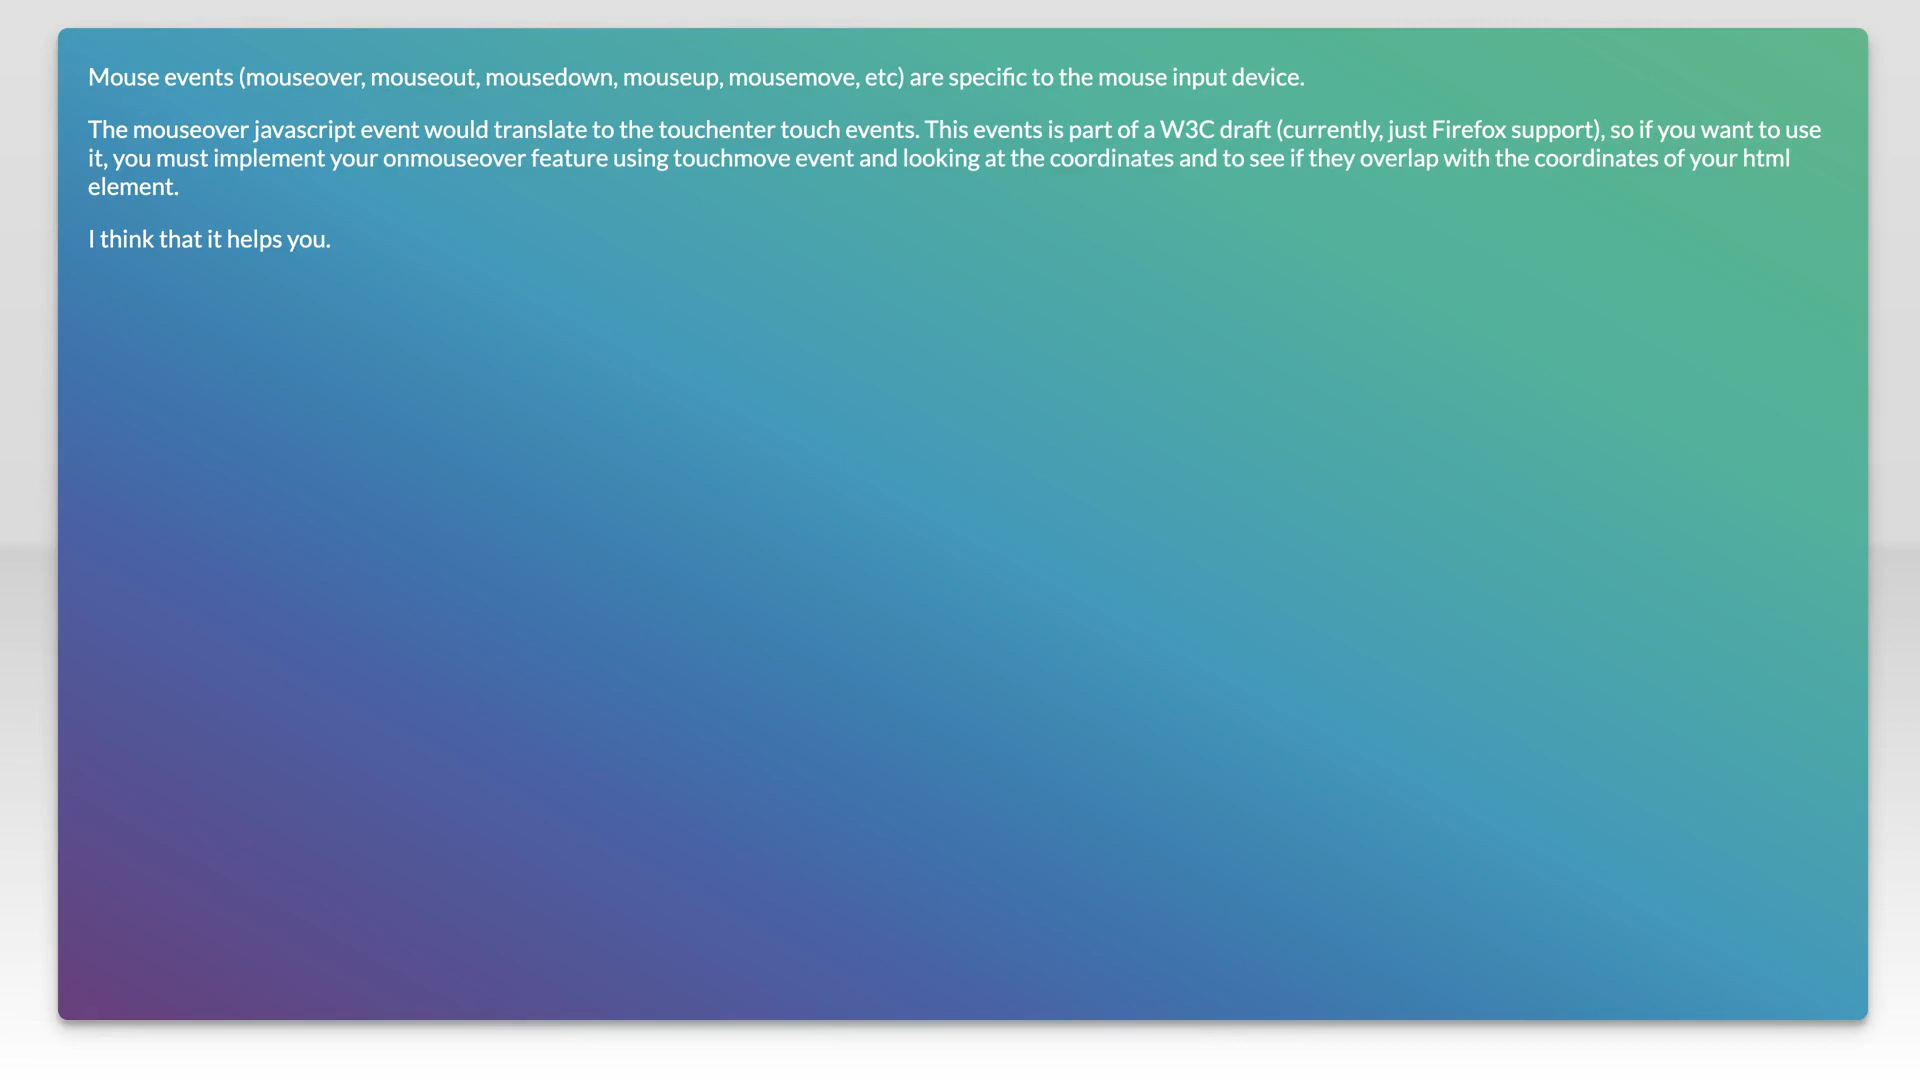 Mouse events (mouseover, mouseout, mousedown, mouseup, mousemove, etc) are specific to the mouse input device.
The mouseover javascript event would translate to the touchenter touch events. This events is part of a W3C draft (currently, just Firefox support), so if you want to use
it, you must implement your onmouseover feature using touchmove event and looking at the coordinates and to see if they overlap with the coordinates of your html
element.
I think that it helps you.